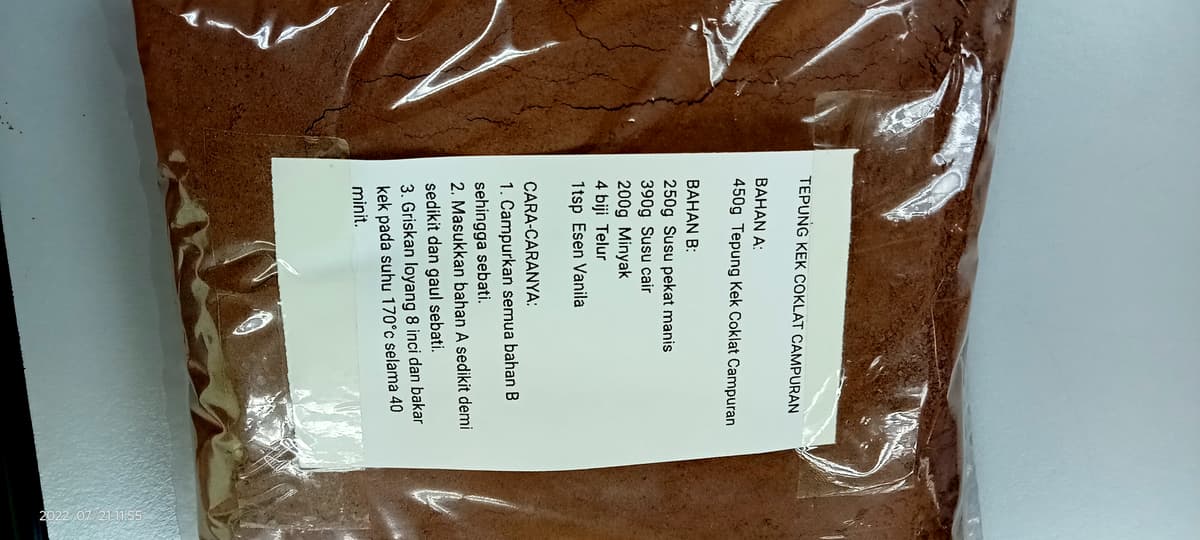 TEPUNG KEK COKLAT CAMPURAN
BAHAN A:
450g Tepung Kek Coklat Campuran
BAHAN B:
250g Susu pekat manis
390g Susu cair
200g Minyak
4 biji Telur
1tsp Esen Vanila
CARA-CARANYA:
1. Campurkan semua bahan B
sehingga sebati.
2. Masukkan bahan A sedikit demi
sedikit dan gaul sebati.
3. Griskan loyang 8 inci dan bakar
kek pada suhu 170°c selama 40
minit.
2022 07 21 11:55